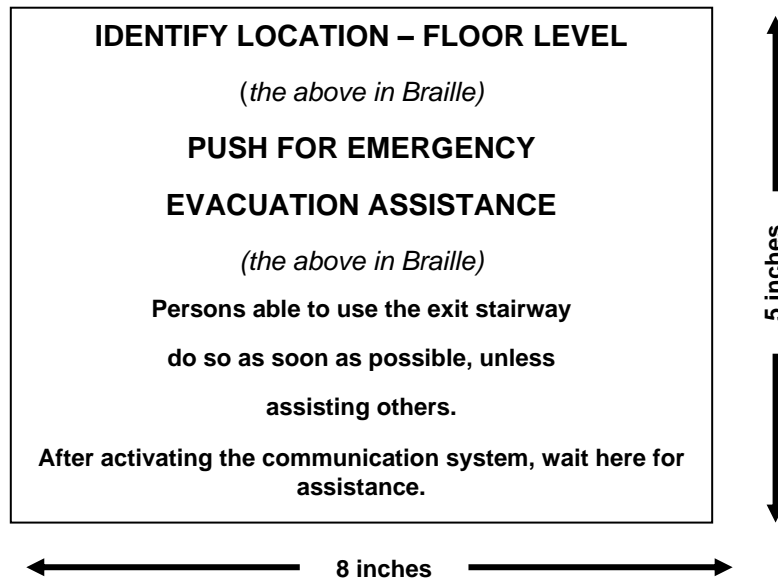 IDENTIFY LOCATION – FLOOR LEVEL
(the above in Braille)
PUSH FOR EMERGENCY
EVACUATION ASSISTANCE
(the above in Braille)
Persons able to use the exit stairway
do so as soon as possible, unless
assisting others.
After activating the communication system, wait here for
assistance.
5 inches
8 inches